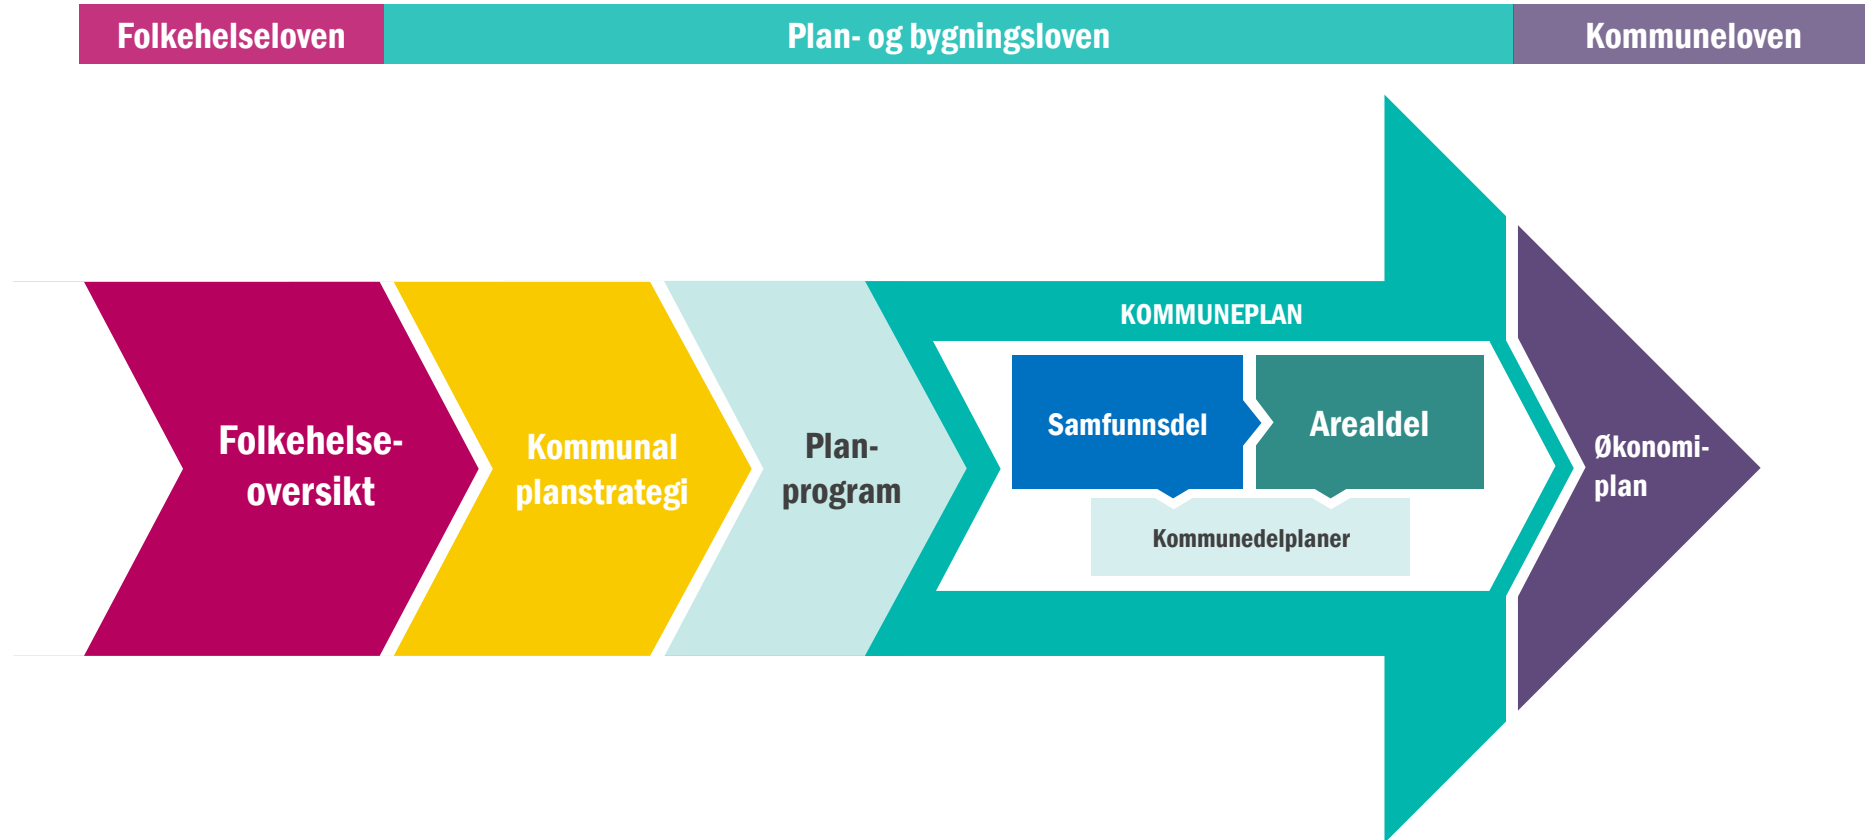 Folkehelseloven
Plan- og bygningsloven
Kommuneloven
Folkehelse-
oversikt
Kommunal
planstrategi
Plan-
program
KOMMUNEPLAN
Samfunnsdel
Arealdel
Kommunedelplaner
Økonomi-
plan